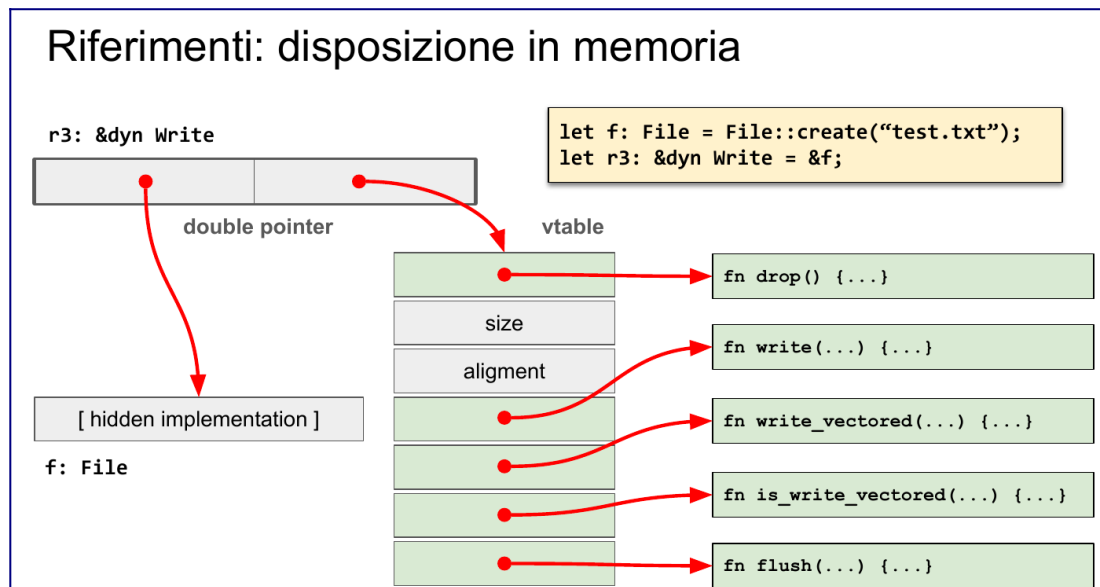 Riferimenti: disposizione in memoria
r3: &dyn Write
let f: File = File::create(“test.txt”);
let r3: &dyn Write = &f;
double pointer
vtable
fn drop() {...}
size
fn write(...) {...}
aligment
[ hidden implementation ]
fn write_vectored(...) {...}
f: File
fn is_write_vectored(...) {...}
fn flush(...) {...}